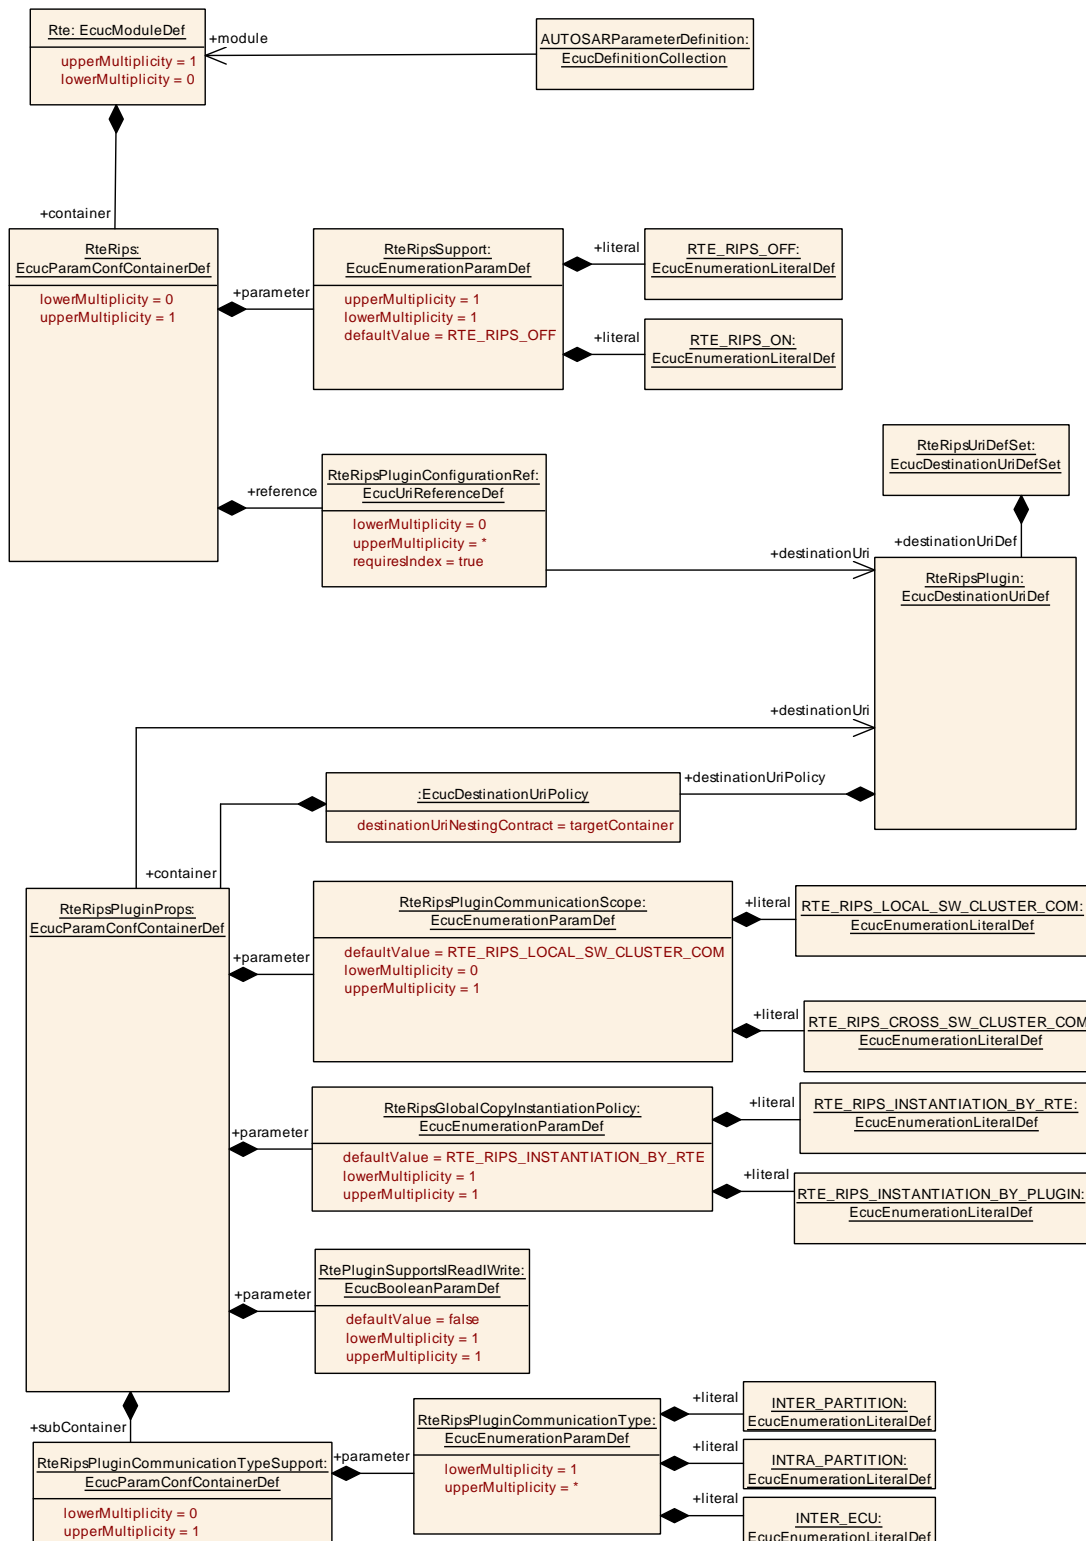 Rte: EcucModuleDef
upperMultiplicity = 1
lowerMultiplicity = 0
+module
AUTOSARParameterDefinition:
EcucDefinitionCollection
+container
RteRips:
EcucParamConfContainerDef
lowerMultiplicity = 0
upperMultiplicity = 1
+parameter
RteRipsSupport:
EcucEnumerationParamDef
upperMultiplicity = 1
lowerMultiplicity = 1
defaultValue = RTE_RIPS_OFF
+literal
RTE_RIPS_OFF:
EcucEnumerationLiteralDef
+literal
RTE_RIPS_ON:
EcucEnumerationLiteralDef
+reference
RteRipsPluginConfigurationRef:
EcucUriReferenceDef
lowerMultiplicity = 0
upperMultiplicity = *
requiresIndex = true
RteRipsUriDefSet:
EcucDestinationUriDefSet
+destinationUriDef
+destinationUri
RteRipsPlugin:
EcucDestinationUriDef
+destinationUri
+destinationUriPolicy
:EcucDestinationUriPolicy
destinationUriNestingContract = targetContainer
+container
RteRipsPluginProps:
EcucParamConfContainerDef
+parameter
RteRipsPluginCommunicationScope:
EcucEnumerationParamDef
defaultValue = RTE_RIPS_LOCAL_SW_CLUSTER_COM
lowerMultiplicity = 0
upperMultiplicity = 1
+literal
RTE_RIPS_LOCAL_SW_CLUSTER_COM:
EcucEnumerationLiteralDef
+literal
RTE_RIPS_CROSS_SW_CLUSTER_COM
EcucEnumerationLiteralDef
+parameter
RteRipsGlobalCopyInstantiationPolicy:
EcucEnumerationParamDef
defaultValue = RTE_RIPS_INSTANTIATION_BY_RTE
lowerMultiplicity = 1
upperMultiplicity = 1
+literal
RTE_RIPS_INSTANTIATION_BY_RTE:
EcucEnumerationLiteralDef
+literal
RTE_RIPS_INSTANTIATION_BY_PLUGIN:
EcucEnumerationLiteralDef
+parameter
RtePluginSupportsIReadIWrite:
EcucBooleanParamDef
defaultValue = false
lowerMultiplicity = 1
upperMultiplicity = 1
+subContainer
RteRipsPluginCommunicationTypeSupport:
EcucParamConfContainerDef
lowerMultiplicity = 0
upperMultiplicity = 1
+parameter
RteRipsPluginCommunicationType:
EcucEnumerationParamDef
lowerMultiplicity = 1
upperMultiplicity = *
+literal
INTER_PARTITION:
EcucEnumerationLiteralDef
+literal
INTRA_PARTITION:
EcucEnumerationLiteralDef
+literal
INTER_ECU:
EcucEnumerationLiteralDef